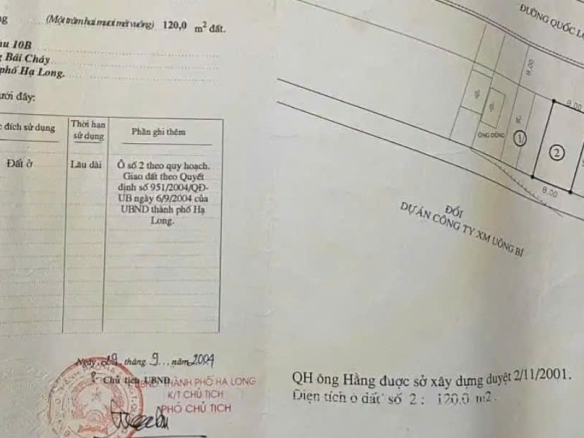 (Một trăm hai mươi mét vuông) 120,0 m² đất.
10B
Bãi Cháy
phố Hạ Long.
dưới đây:
đích sử dụng
Thời hạn sử dụng
Phần ghi thêm
Đất ở
Lâu dài
Ô số 2 theo quy hoạch.
Giao đất theo Quyết
định số 951/2004/QĐ-
UB ngày 6/9/2004 của
UBND thành phố Hạ
Long.
Ngày 9 năm 2004
Chủ tịch UBND THÀNH PHỐ HẠ LONG
K/T CHỦ TỊCH
PHÓ CHỦ TỊCH
ĐƯỜNG QUỐC
8,00
ỐNG ĐỒNG
1
2
8,00
ĐỒI
DỰ ÁN CÔNG TY XM UÔNG BÍ
QH ông Hằng được sở xây dựng duyệt 2/11/2001.
Diện tích ô đất số 2 : 120,0 m2.